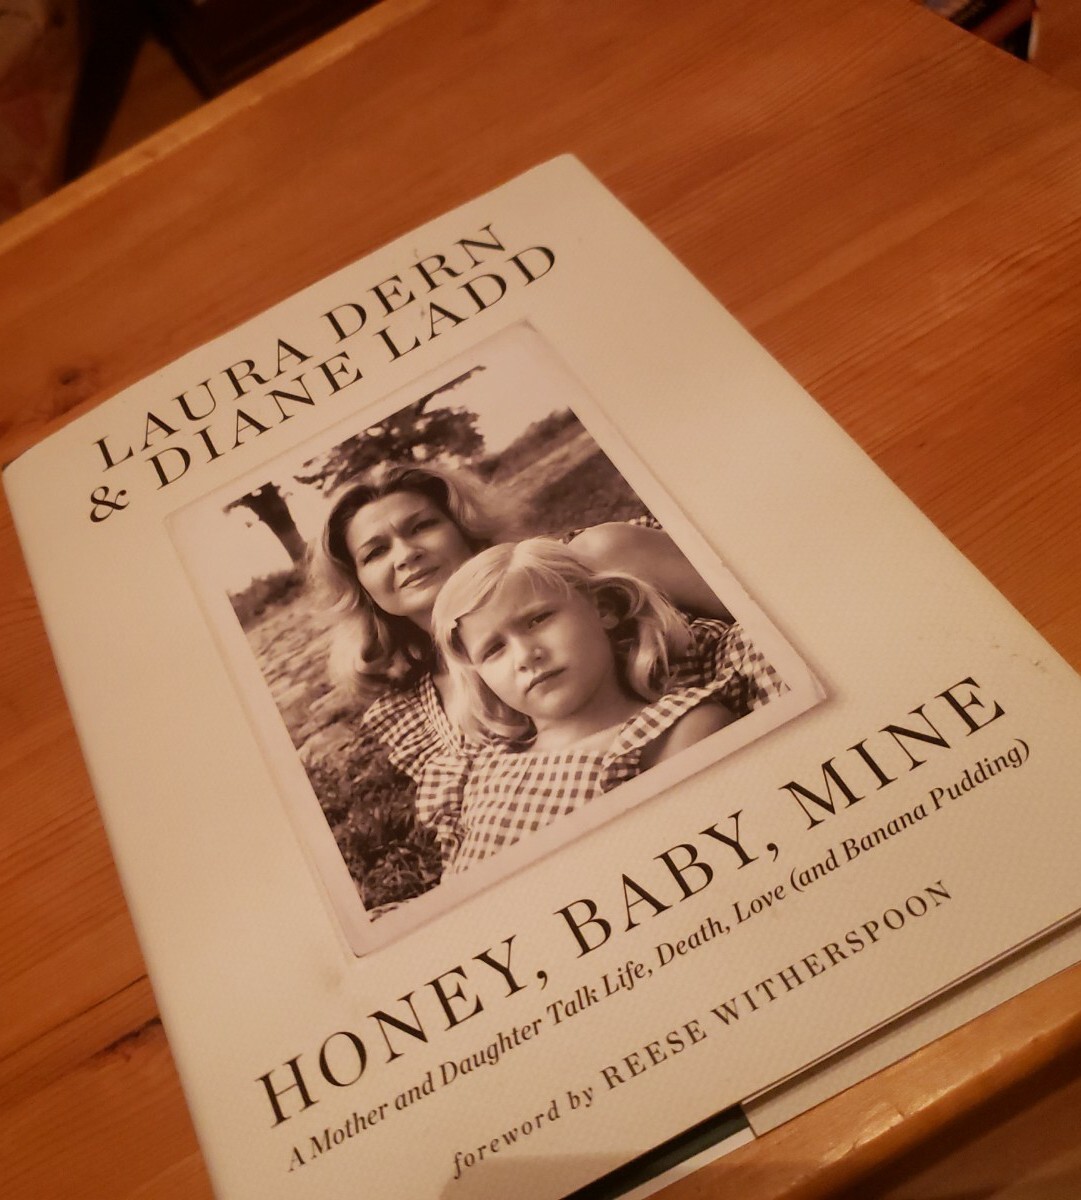 LAURA DERN
& DIANE LADD
HONEY, BABY, MINE
A Mother and Daughter Talk Life, Death, Love (and Banana Pudding)
foreword by REESE WITHERSPOON